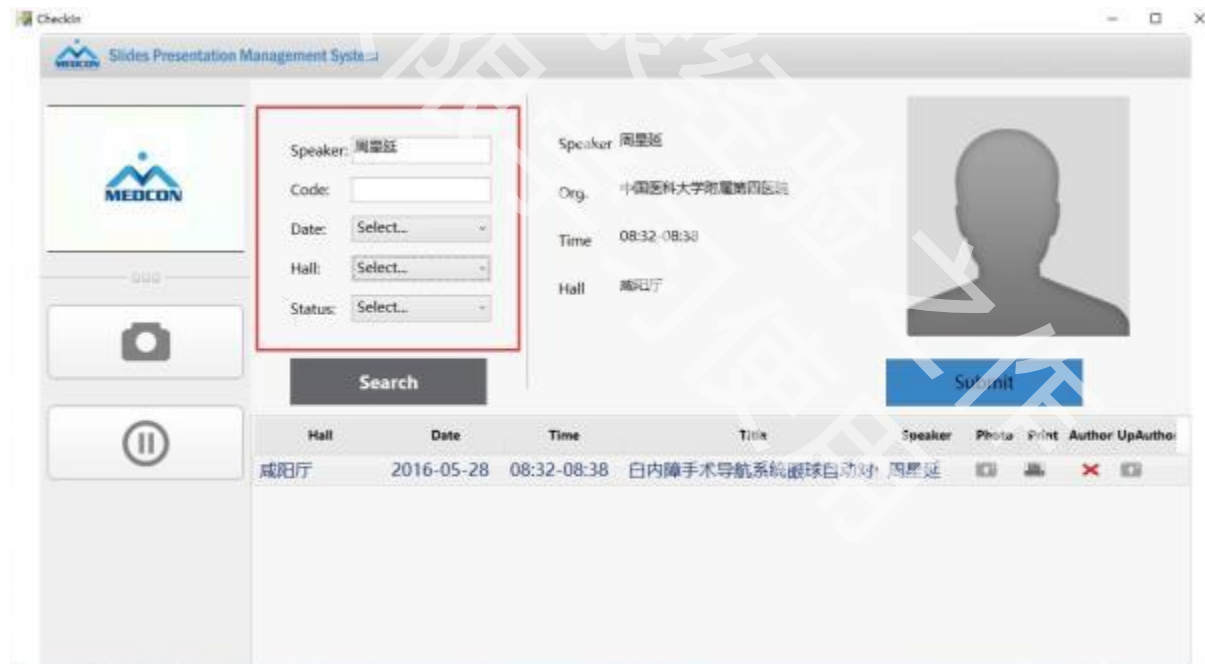 CheckIn
MEDCON Slides Presentation Management System
MEDCON
Speaker: 周星延
Code:
Date: Select...
Hall: Select...
Status: Select...
Search
Speaker 周星延
Org. 中国医科大学附属第四医院
Time 08:32-08:38
Hall 咸阳厅
Submit
Hall Date Time Title Speaker Photo Print Author UpAuthor
咸阳厅 2016-05-28 08:32-08:38 白内障手术导航系统眼球自动对 周星延